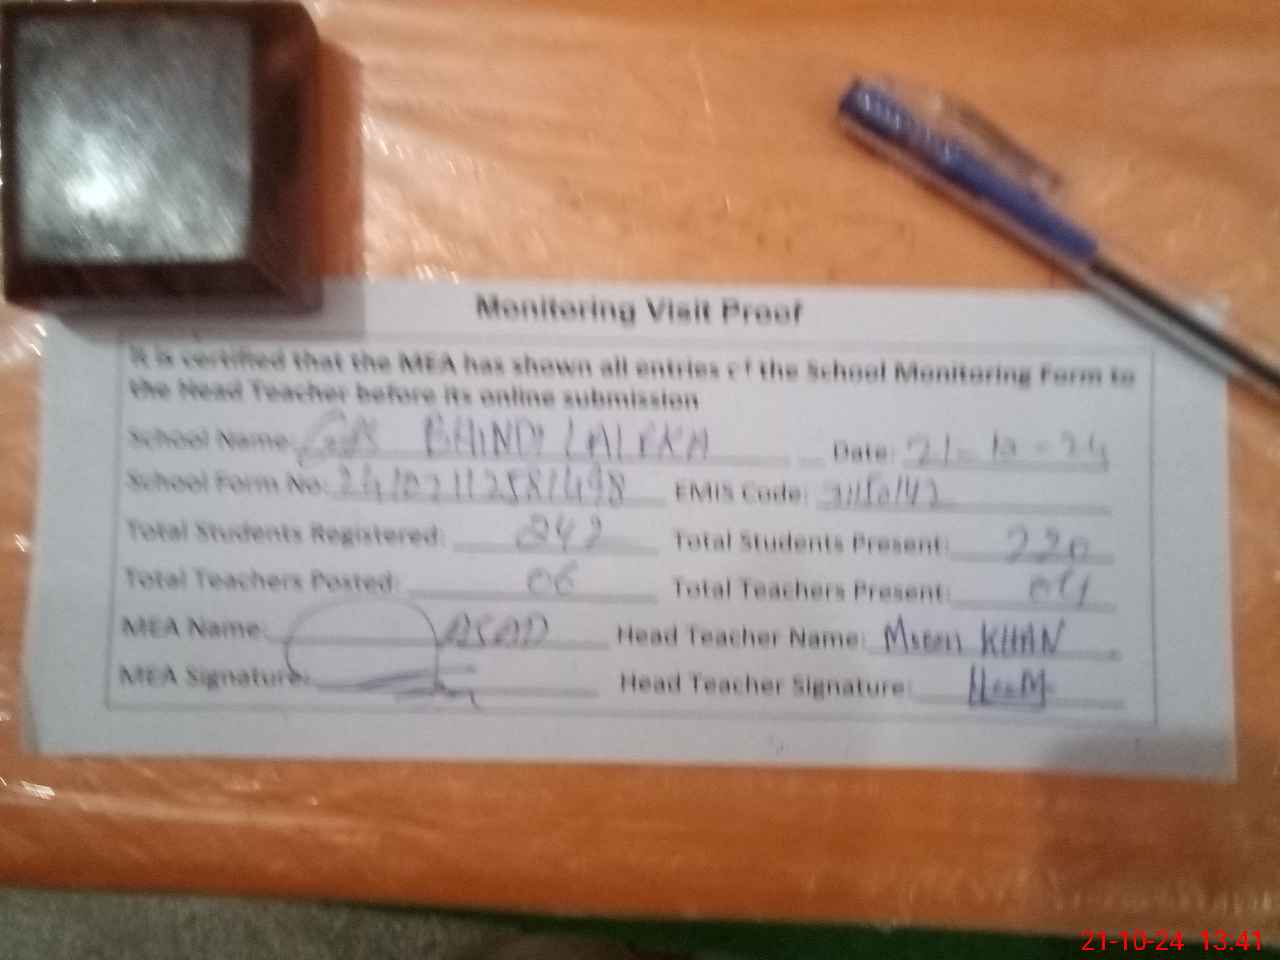 Monitoring Visit Proof
It is certified that the MEA has shown all entries of the School Monitoring Form to
the Head Teacher before its online submission
School Name: BHINDI LALEKA Date: 21-10-24
School Form No: 24102112581498 EMIS Code:
Total Students Registered: 242 Total Students Present: 220
Total Teachers Posted: 06 Total Teachers Present: 04
MEA Name: ASAD Head Teacher Name: KHAN
MEA Signature: Head Teacher Signature:
21-10-24 13:41